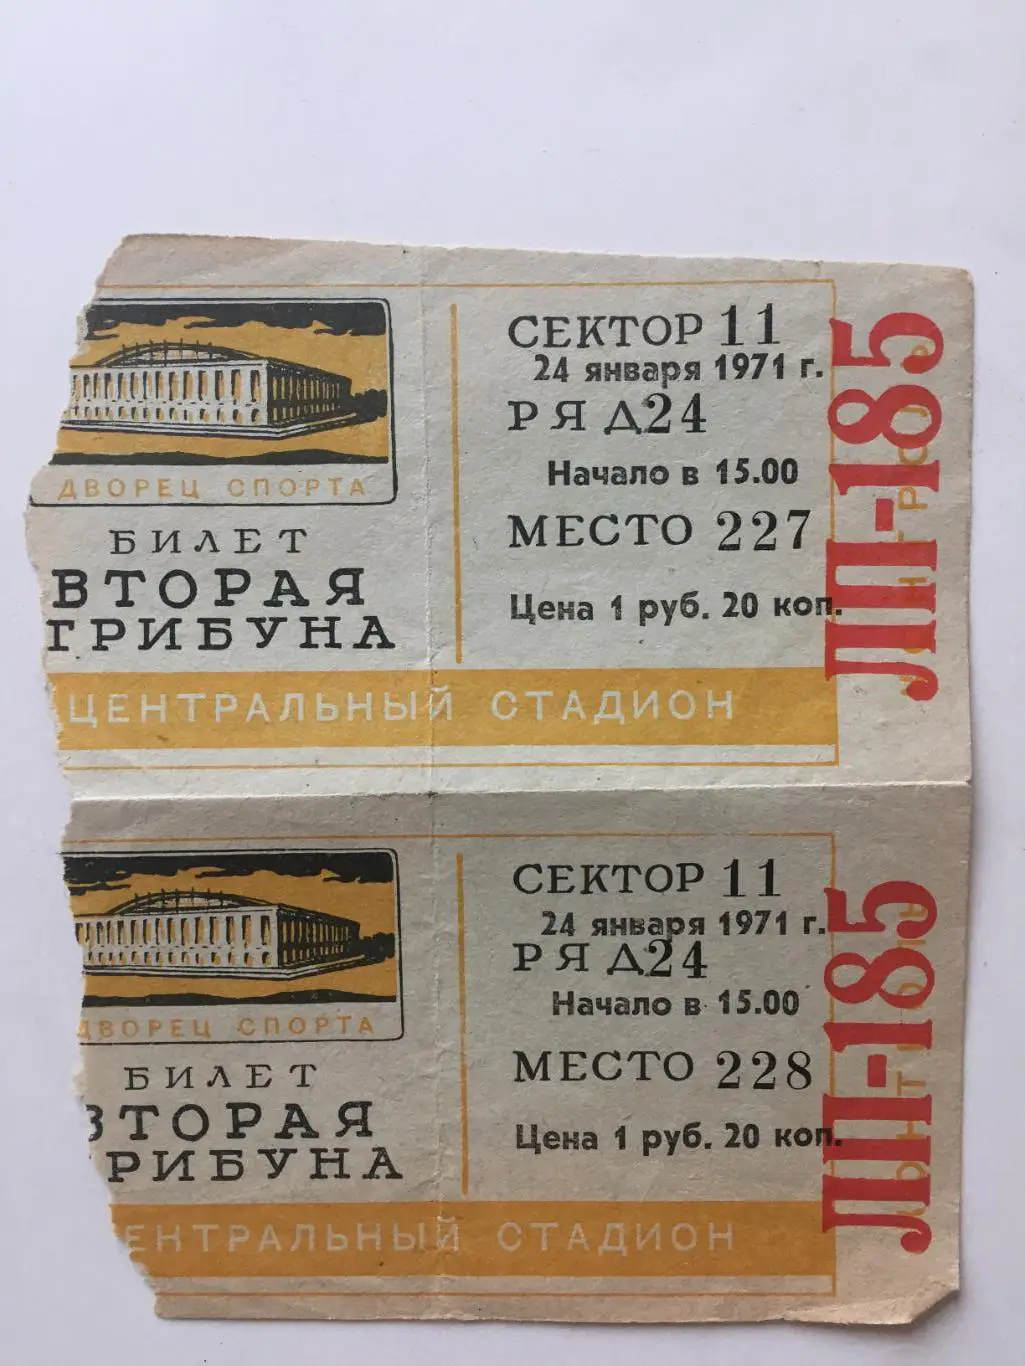 ДВОРЕЦ СПОРТА
БИЛЕТ
ВТОРАЯ
ТРИБУНА
СЕКТОР 11
24 января 1971 г.
РЯД 24
Начало в 15.00
МЕСТО 227
Цена 1 руб. 20 коп.
ЦЕНТРАЛЬНЫЙ СТАДИОН
ЛП-185
ДВОРЕЦ СПОРТА
БИЛЕТ
ВТОРАЯ
РИБУНА
СЕКТОР 11
24 января 1971 г.
РЯД 24
Начало в 15.00
МЕСТО 228
Цена 1 руб. 20 коп.
ЕНТРАЛЬНЫЙ СТАДИОН
ЛП-185